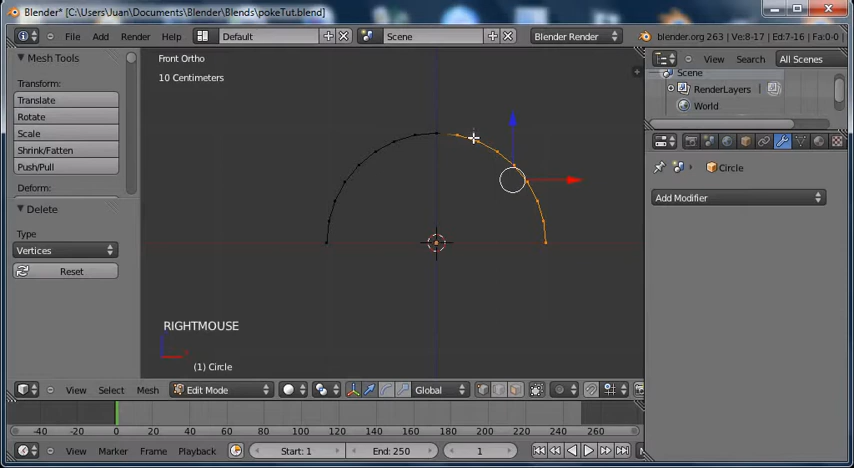 Blender* [C:\Users\Juan\Documents\Blender\Blends\pokeTut.blend]
File Add Render Help Default Scene Blender Render blender.org 263 | Ve:8-17 | Ed:7-16 | Fa:0-0
Mesh Tools
Transform:
Translate
Rotate
Scale
Shrink/Fatten
Push/Pull
Deform:
Delete
Type
Vertices
Reset
Front Ortho
10 Centimeters
RIGHTMOUSE
(1) Circle
View Search All Scenes
Scene
RenderLayers
World
Circle
Add Modifier
View Select Mesh Edit Mode Global
-40 -20 0 20 40 60 80 100 120 140 160 180 200 220 240 260
View Marker Frame Playback Start: 1 End: 250 1